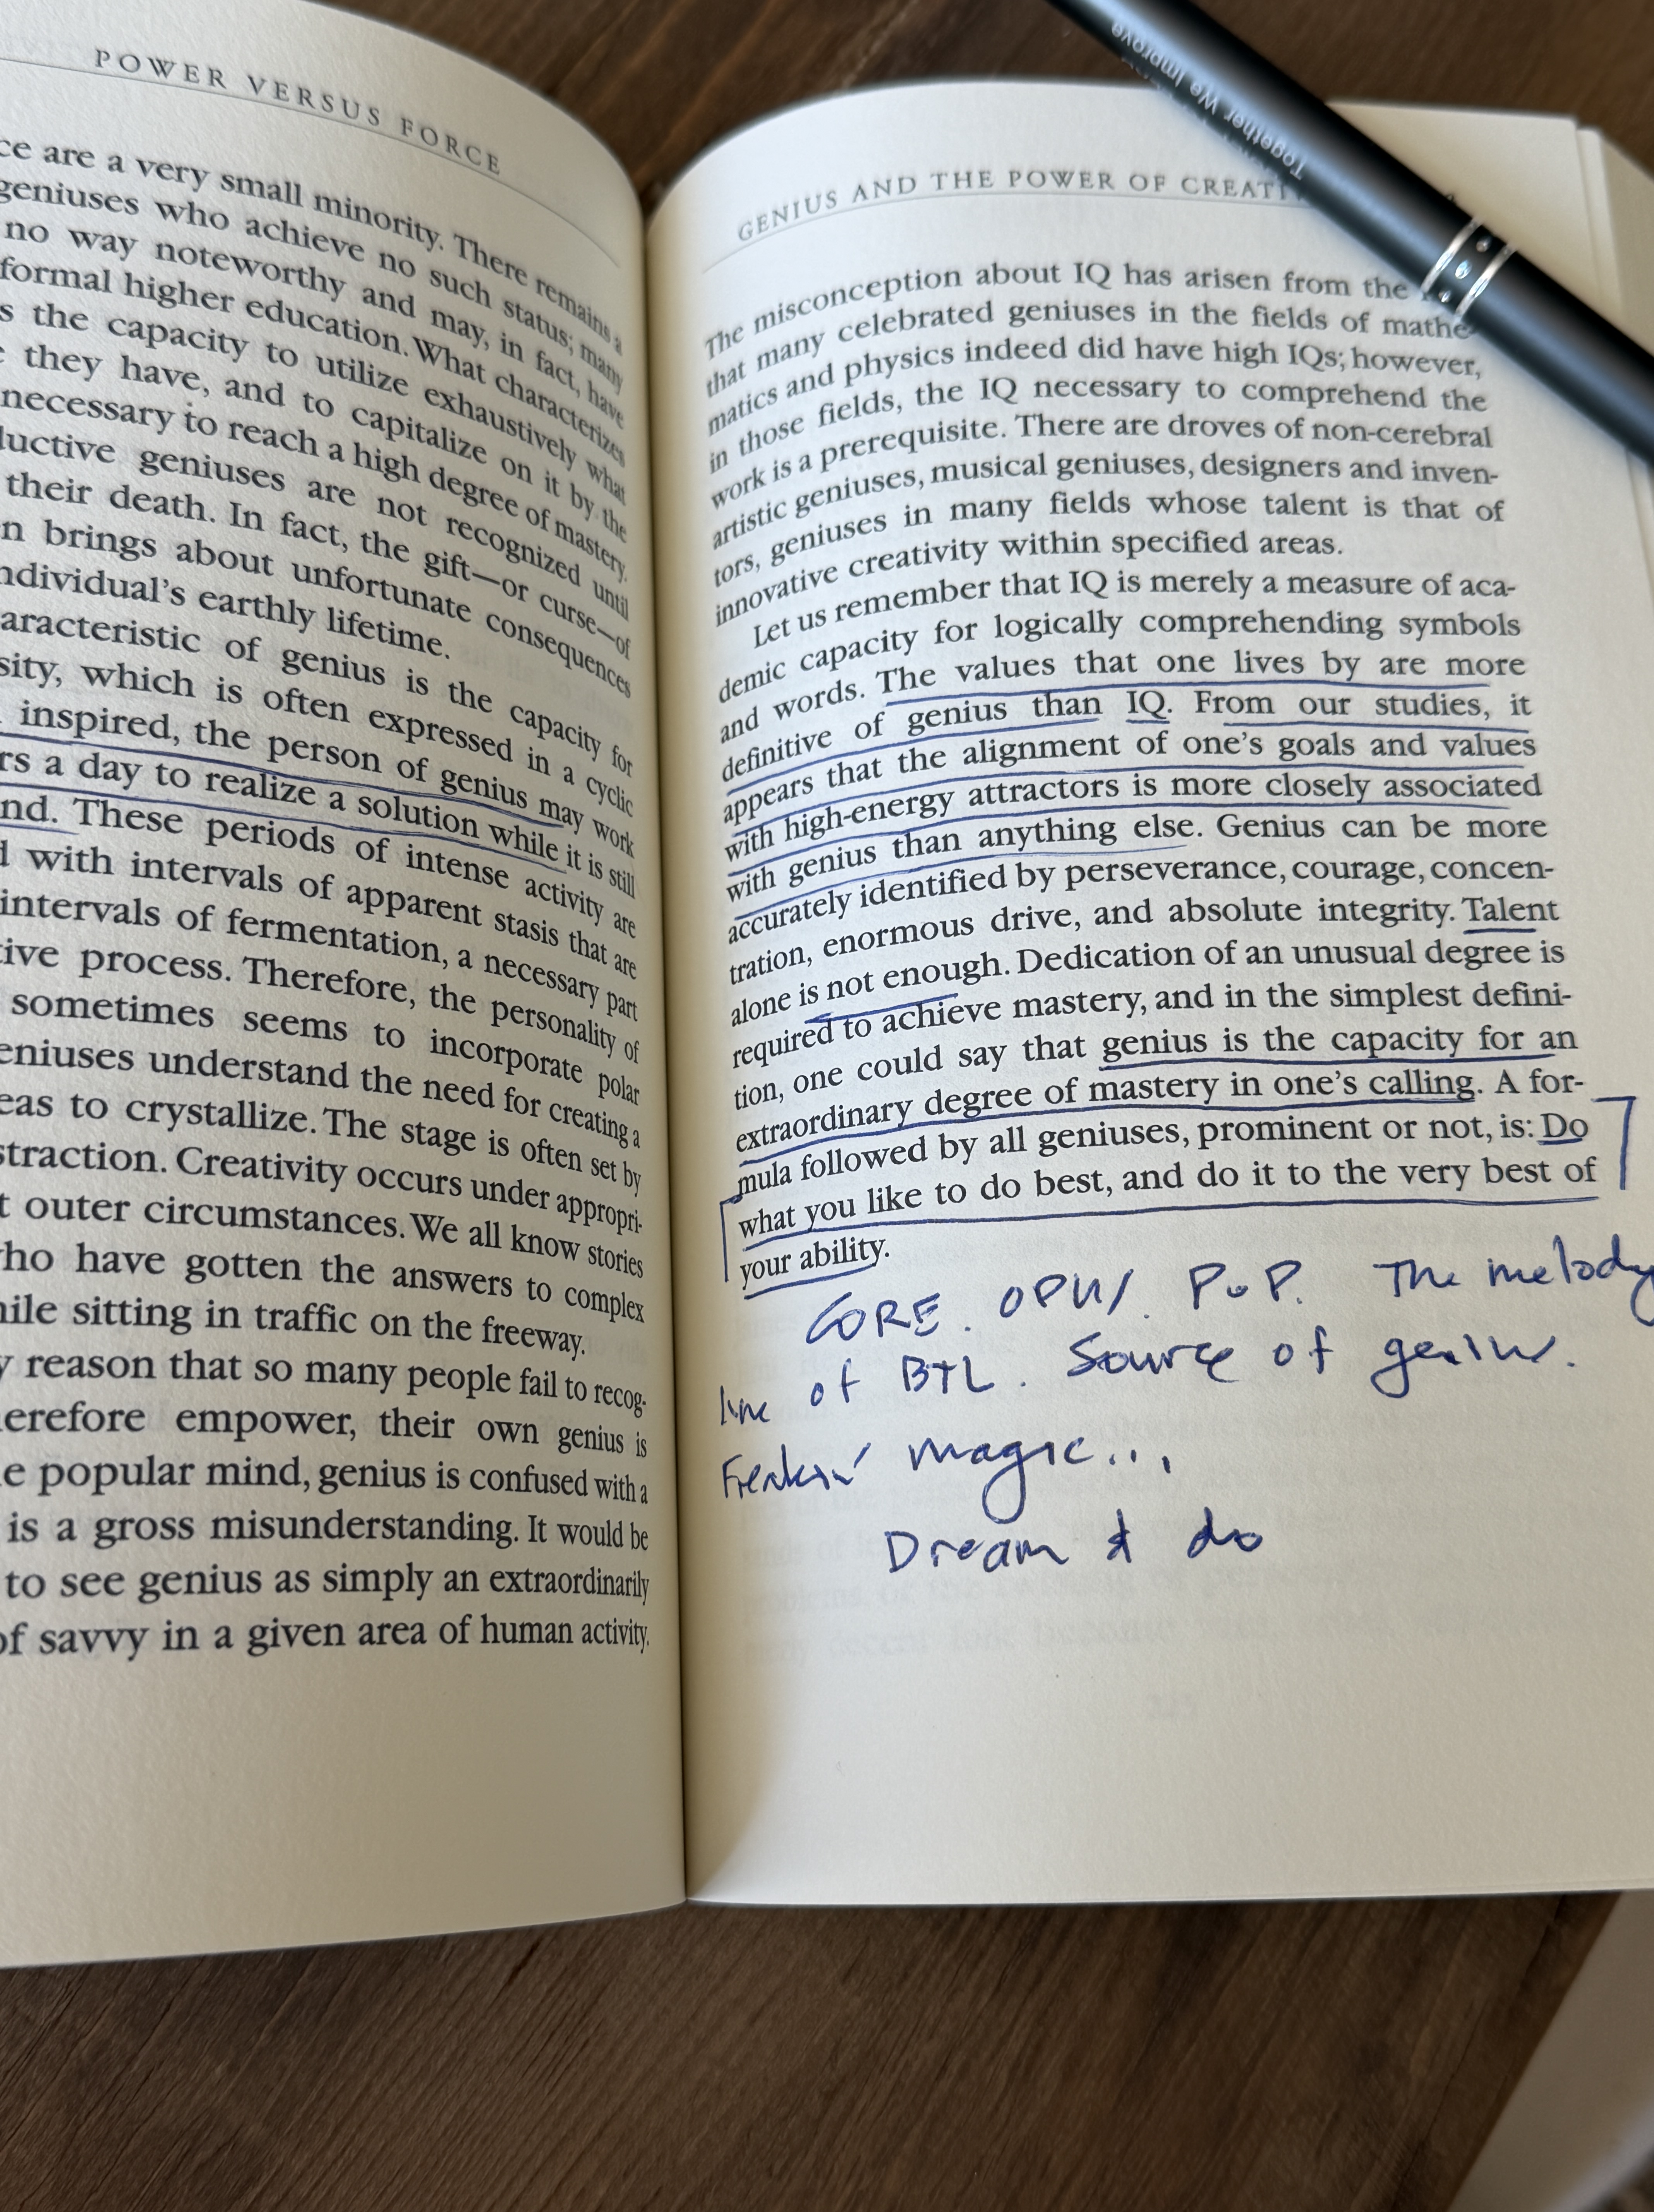 POWER VERSUS FORCE
ce are a very small minority. There remains a
geniuses who achieve no such status; many
no way noteworthy and may, in fact, have
formal higher education. What characterizes
s the capacity to utilize exhaustively what
they have, and to capitalize on it by the
necessary to reach a high degree of mastery.
ductive geniuses are not recognized until
their death. In fact, the gift—or curse—of
n brings about unfortunate consequences
ndividual's earthly lifetime.
aracteristic of genius is the capacity for
sity, which is often expressed in a cyclic
inspired, the person of genius may work
rs a day to realize a solution while it is still
nd. These periods of intense activity are
d with intervals of apparent stasis that are
intervals of fermentation, a necessary part
tive process. Therefore, the personality of
sometimes seems to incorporate polar
eniuses understand the need for creating a
eas to crystallize. The stage is often set by
straction. Creativity occurs under appropri-
t outer circumstances. We all know stories
ho have gotten the answers to complex
hile sitting in traffic on the freeway.
y reason that so many people fail to recog-
herefore empower, their own genius is
e popular mind, genius is confused with a
is a gross misunderstanding. It would be
to see genius as simply an extraordinarily
of savvy in a given area of human activity.
GENIUS AND THE POWER OF CREATI
The misconception about IQ has arisen from the
that many celebrated geniuses in the fields of mathe-
matics and physics indeed did have high IQs; however,
in those fields, the IQ necessary to comprehend the
work is a prerequisite. There are droves of non-cerebral
artistic geniuses, musical geniuses, designers and inven-
tors, geniuses in many fields whose talent is that of
innovative creativity within specified areas.
Let us remember that IQ is merely a measure of aca-
demic capacity for logically comprehending symbols
and words. The values that one lives by are more
definitive of genius than IQ. From our studies, it
appears that the alignment of one's goals and values
with high-energy attractors is more closely associated
with genius than anything else. Genius can be more
accurately identified by perseverance, courage, concen-
tration, enormous drive, and absolute integrity. Talent
alone is not enough. Dedication of an unusual degree is
required to achieve mastery, and in the simplest defini-
tion, one could say that genius is the capacity for an
extraordinary degree of mastery in one's calling. A for-
mula followed by all geniuses, prominent or not, is: Do
what you like to do best, and do it to the very best of
your ability.
CORE. OPUS. PoP. The melody
line of BTL. Source of genius.
Freakin' magic...
Dream & do
Together We Improve